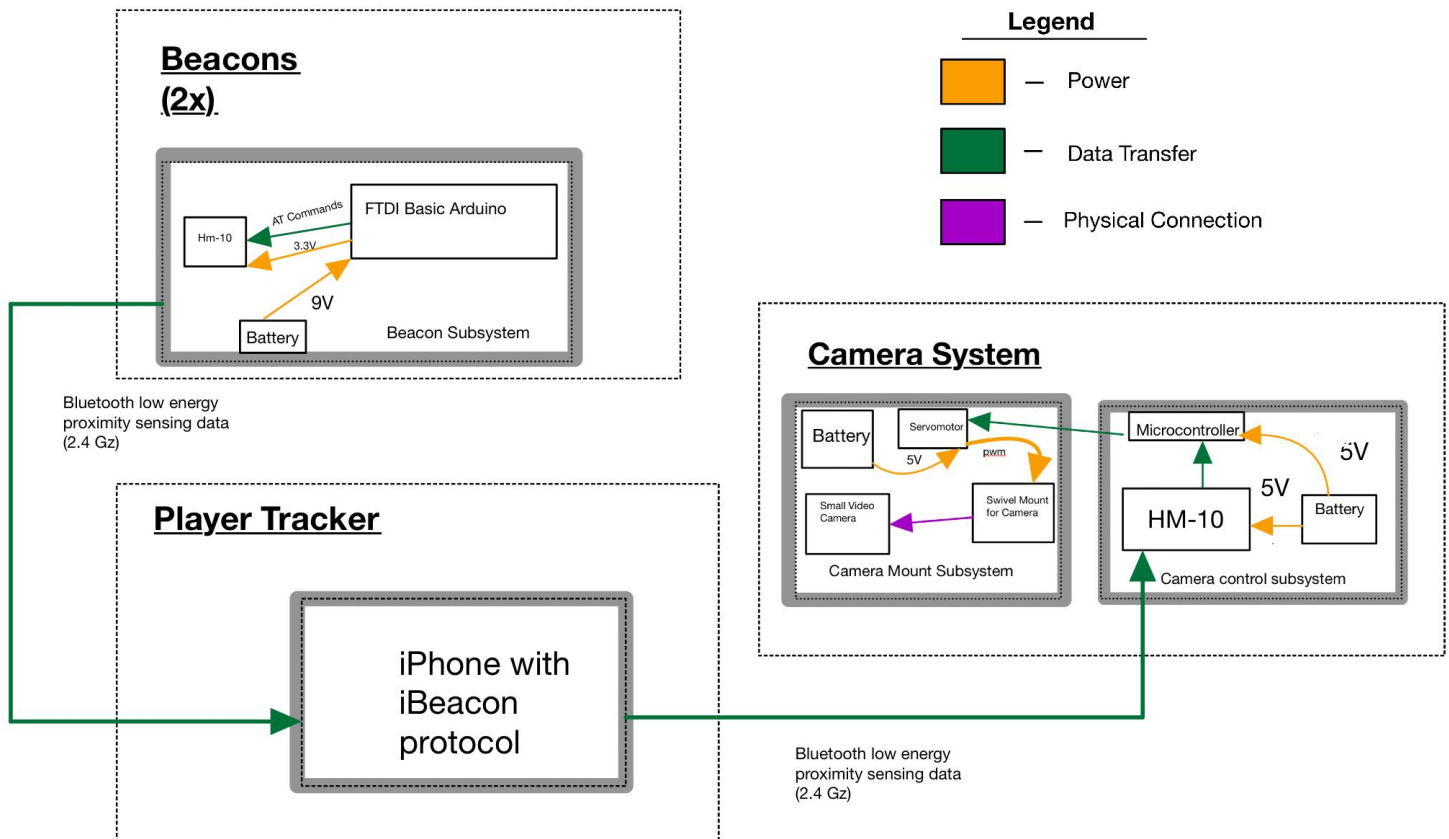 Legend
— Power
— Data Transfer
— Physical Connection
Beacons
(2x)
AT Commands
FTDI Basic Arduino
Hm-10
3.3V
9V
Battery
Beacon Subsystem
Bluetooth low energy
proximity sensing data
(2.4 Gz)
Camera System
Battery
Servomotor
5V
pwm
Small Video
Camera
Swivel Mount
for Camera
Camera Mount Subsystem
Microcontroller
5V
5V
HM-10
Battery
Camera control subsystem
Player Tracker
iPhone with
iBeacon
protocol
Bluetooth low energy
proximity sensing data
(2.4 Gz)